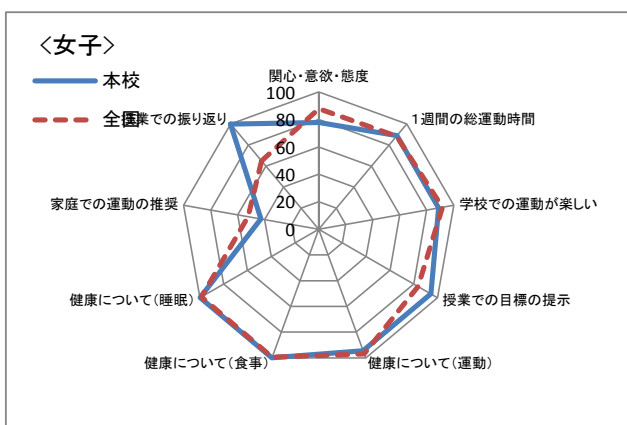 <女子>
本校
全国
関心・意欲・態度
1週間の総運動時間
学校での運動が楽しい
授業での目標の提示
健康について(運動)
健康について(食事)
健康について(睡眠)
家庭での運動の推奨
業での振り返り
100
80
60
40
20
0